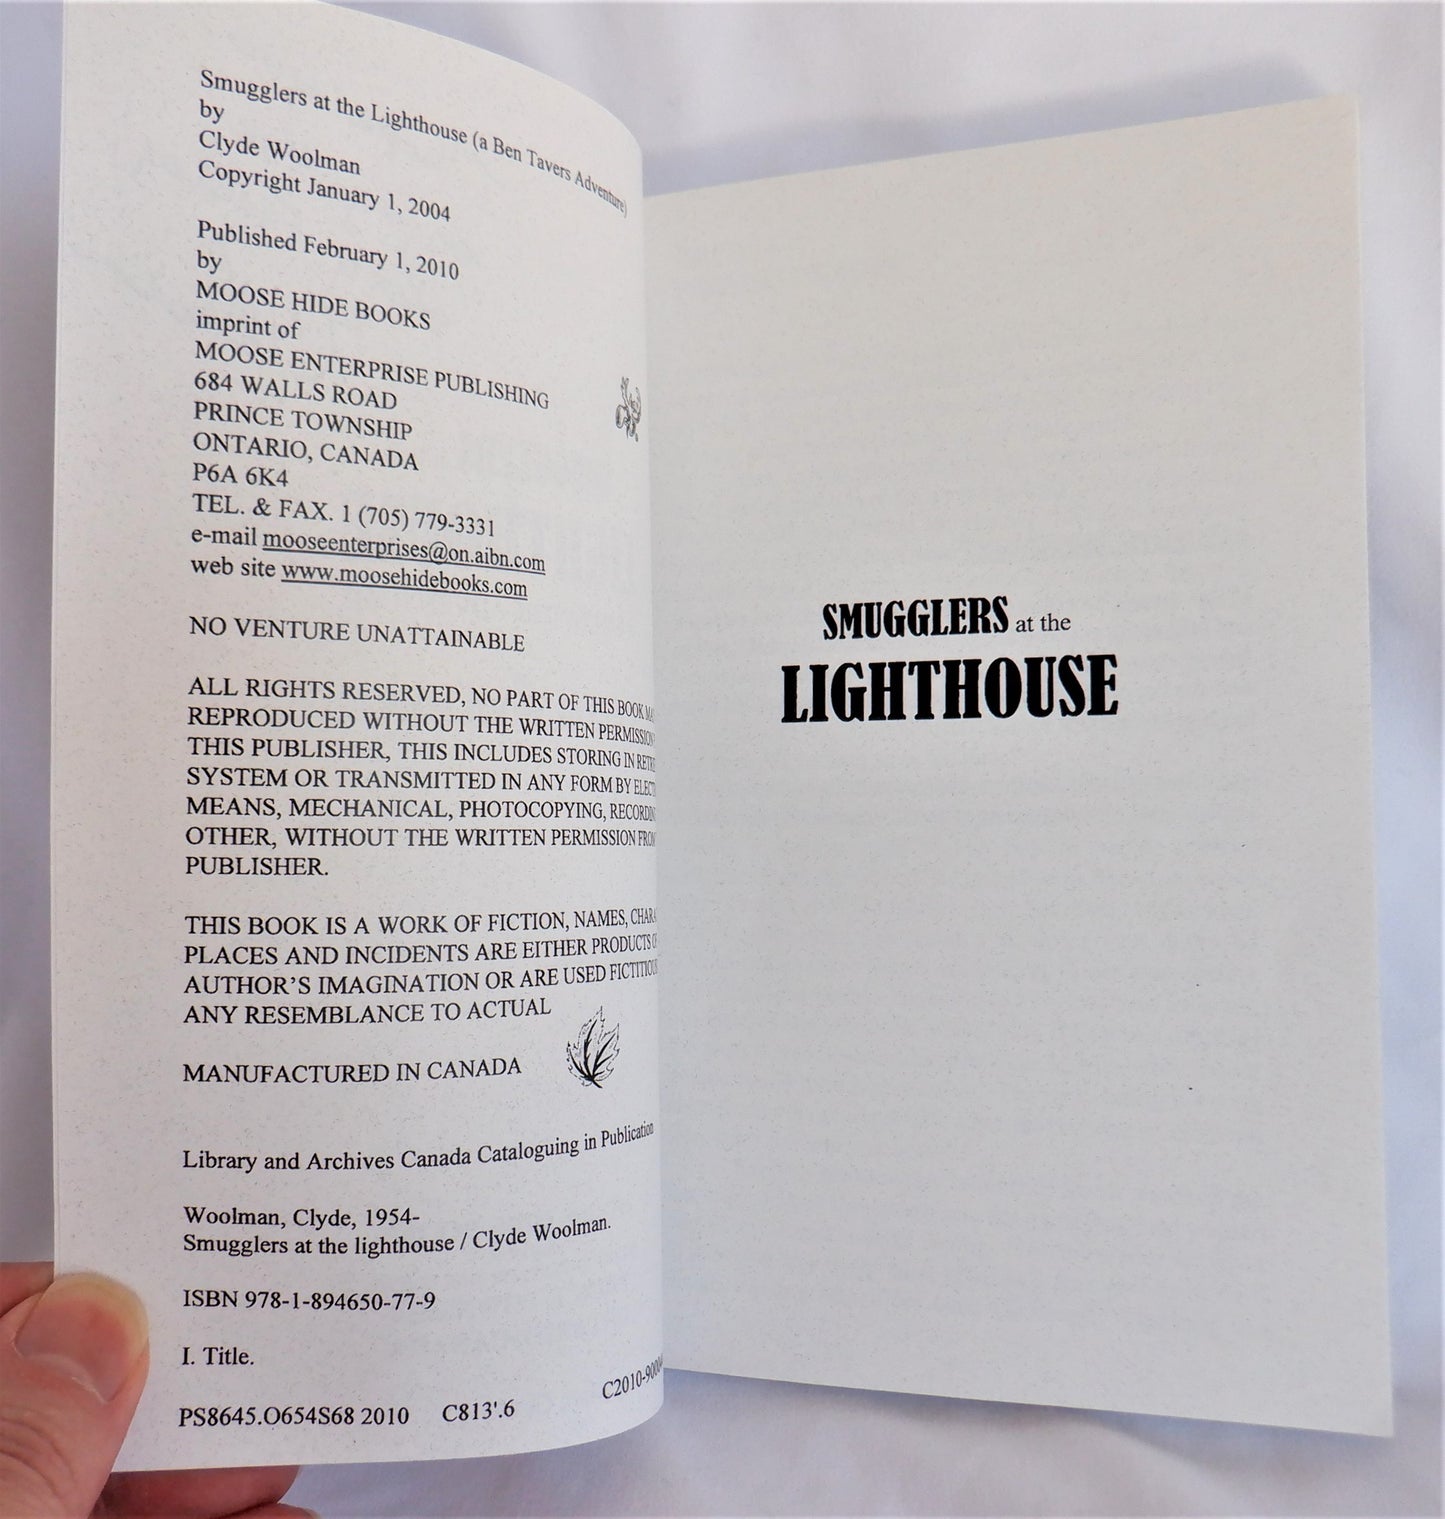 Smugglers at the Lighthouse (a Ben Tavers Adventure)
by
Clyde Woolman
Copyright January 1, 2004
Published February 1, 2010
by
MOOSE HIDE BOOKS
imprint of
MOOSE ENTERPRISE PUBLISHING
684 WALLS ROAD
PRINCE TOWNSHIP
ONTARIO, CANADA
P6A 6K4
TEL. & FAX. 1 (705) 779-3331
e-mail mooseenterprises@on.aibn.com
web site www.moosehidebooks.com
NO VENTURE UNATTAINABLE
ALL RIGHTS RESERVED, NO PART OF THIS BOOK
REPRODUCED WITHOUT THE WRITTEN PERMISSION
THIS PUBLISHER, THIS INCLUDES STORING IN
SYSTEM OR TRANSMITTED IN ANY FORM BY
MEANS, MECHANICAL, PHOTOCOPYING,
OTHER, WITHOUT THE WRITTEN PERMISSION
PUBLISHER.
THIS BOOK IS A WORK OF FICTION, NAMES,
PLACES AND INCIDENTS ARE EITHER PRODUCTS
AUTHOR'S IMAGINATION OR ARE USED
ANY RESEMBLANCE TO ACTUAL
MANUFACTURED IN CANADA
Library and Archives Canada Cataloguing in Publication
Woolman, Clyde, 1954-
Smugglers at the lighthouse / Clyde Woolman.
ISBN 978-1-894650-77-9
I. Title.
PS8645.O654S68 2010 C813'.6
SMUGGLERS at the
LIGHTHOUSE